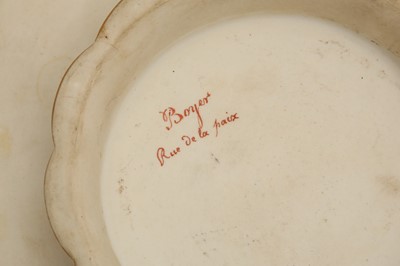 Boyer
Rue de la paix